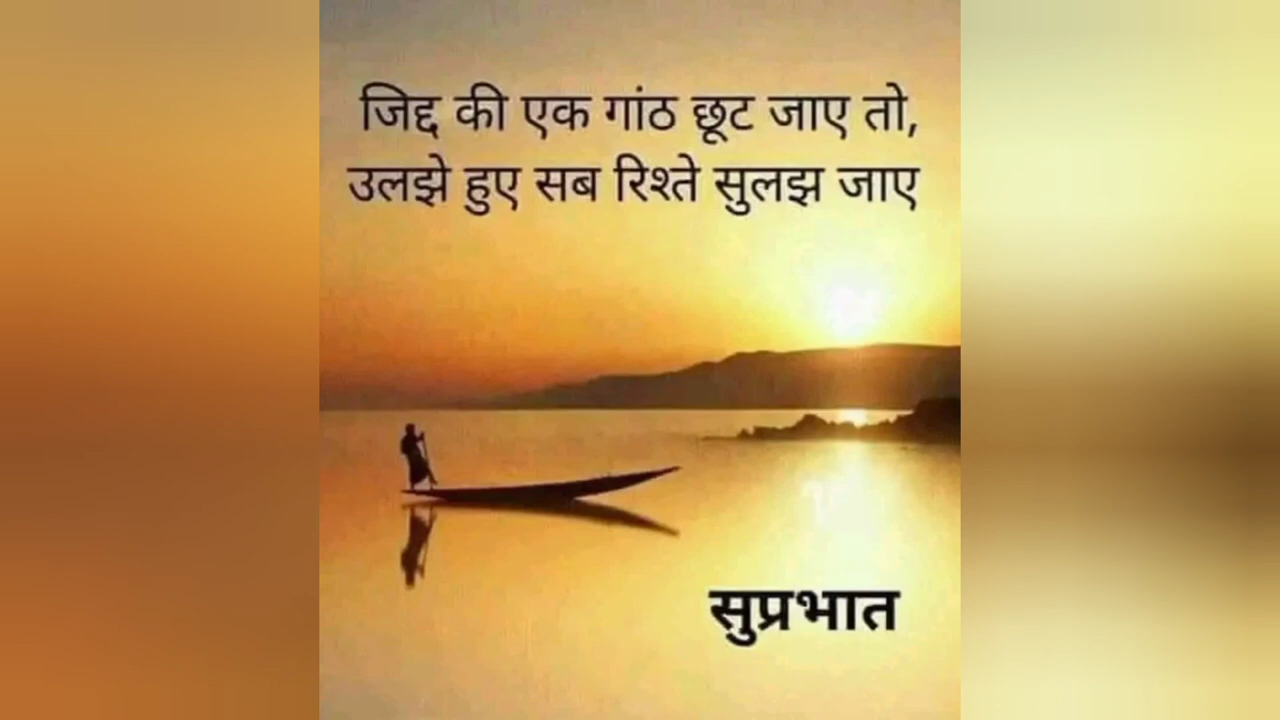 जिद्द की एक गांठ छूट जाए तो,
उलझे हुए सब रिश्ते सुलझ जाए
सुप्रभात